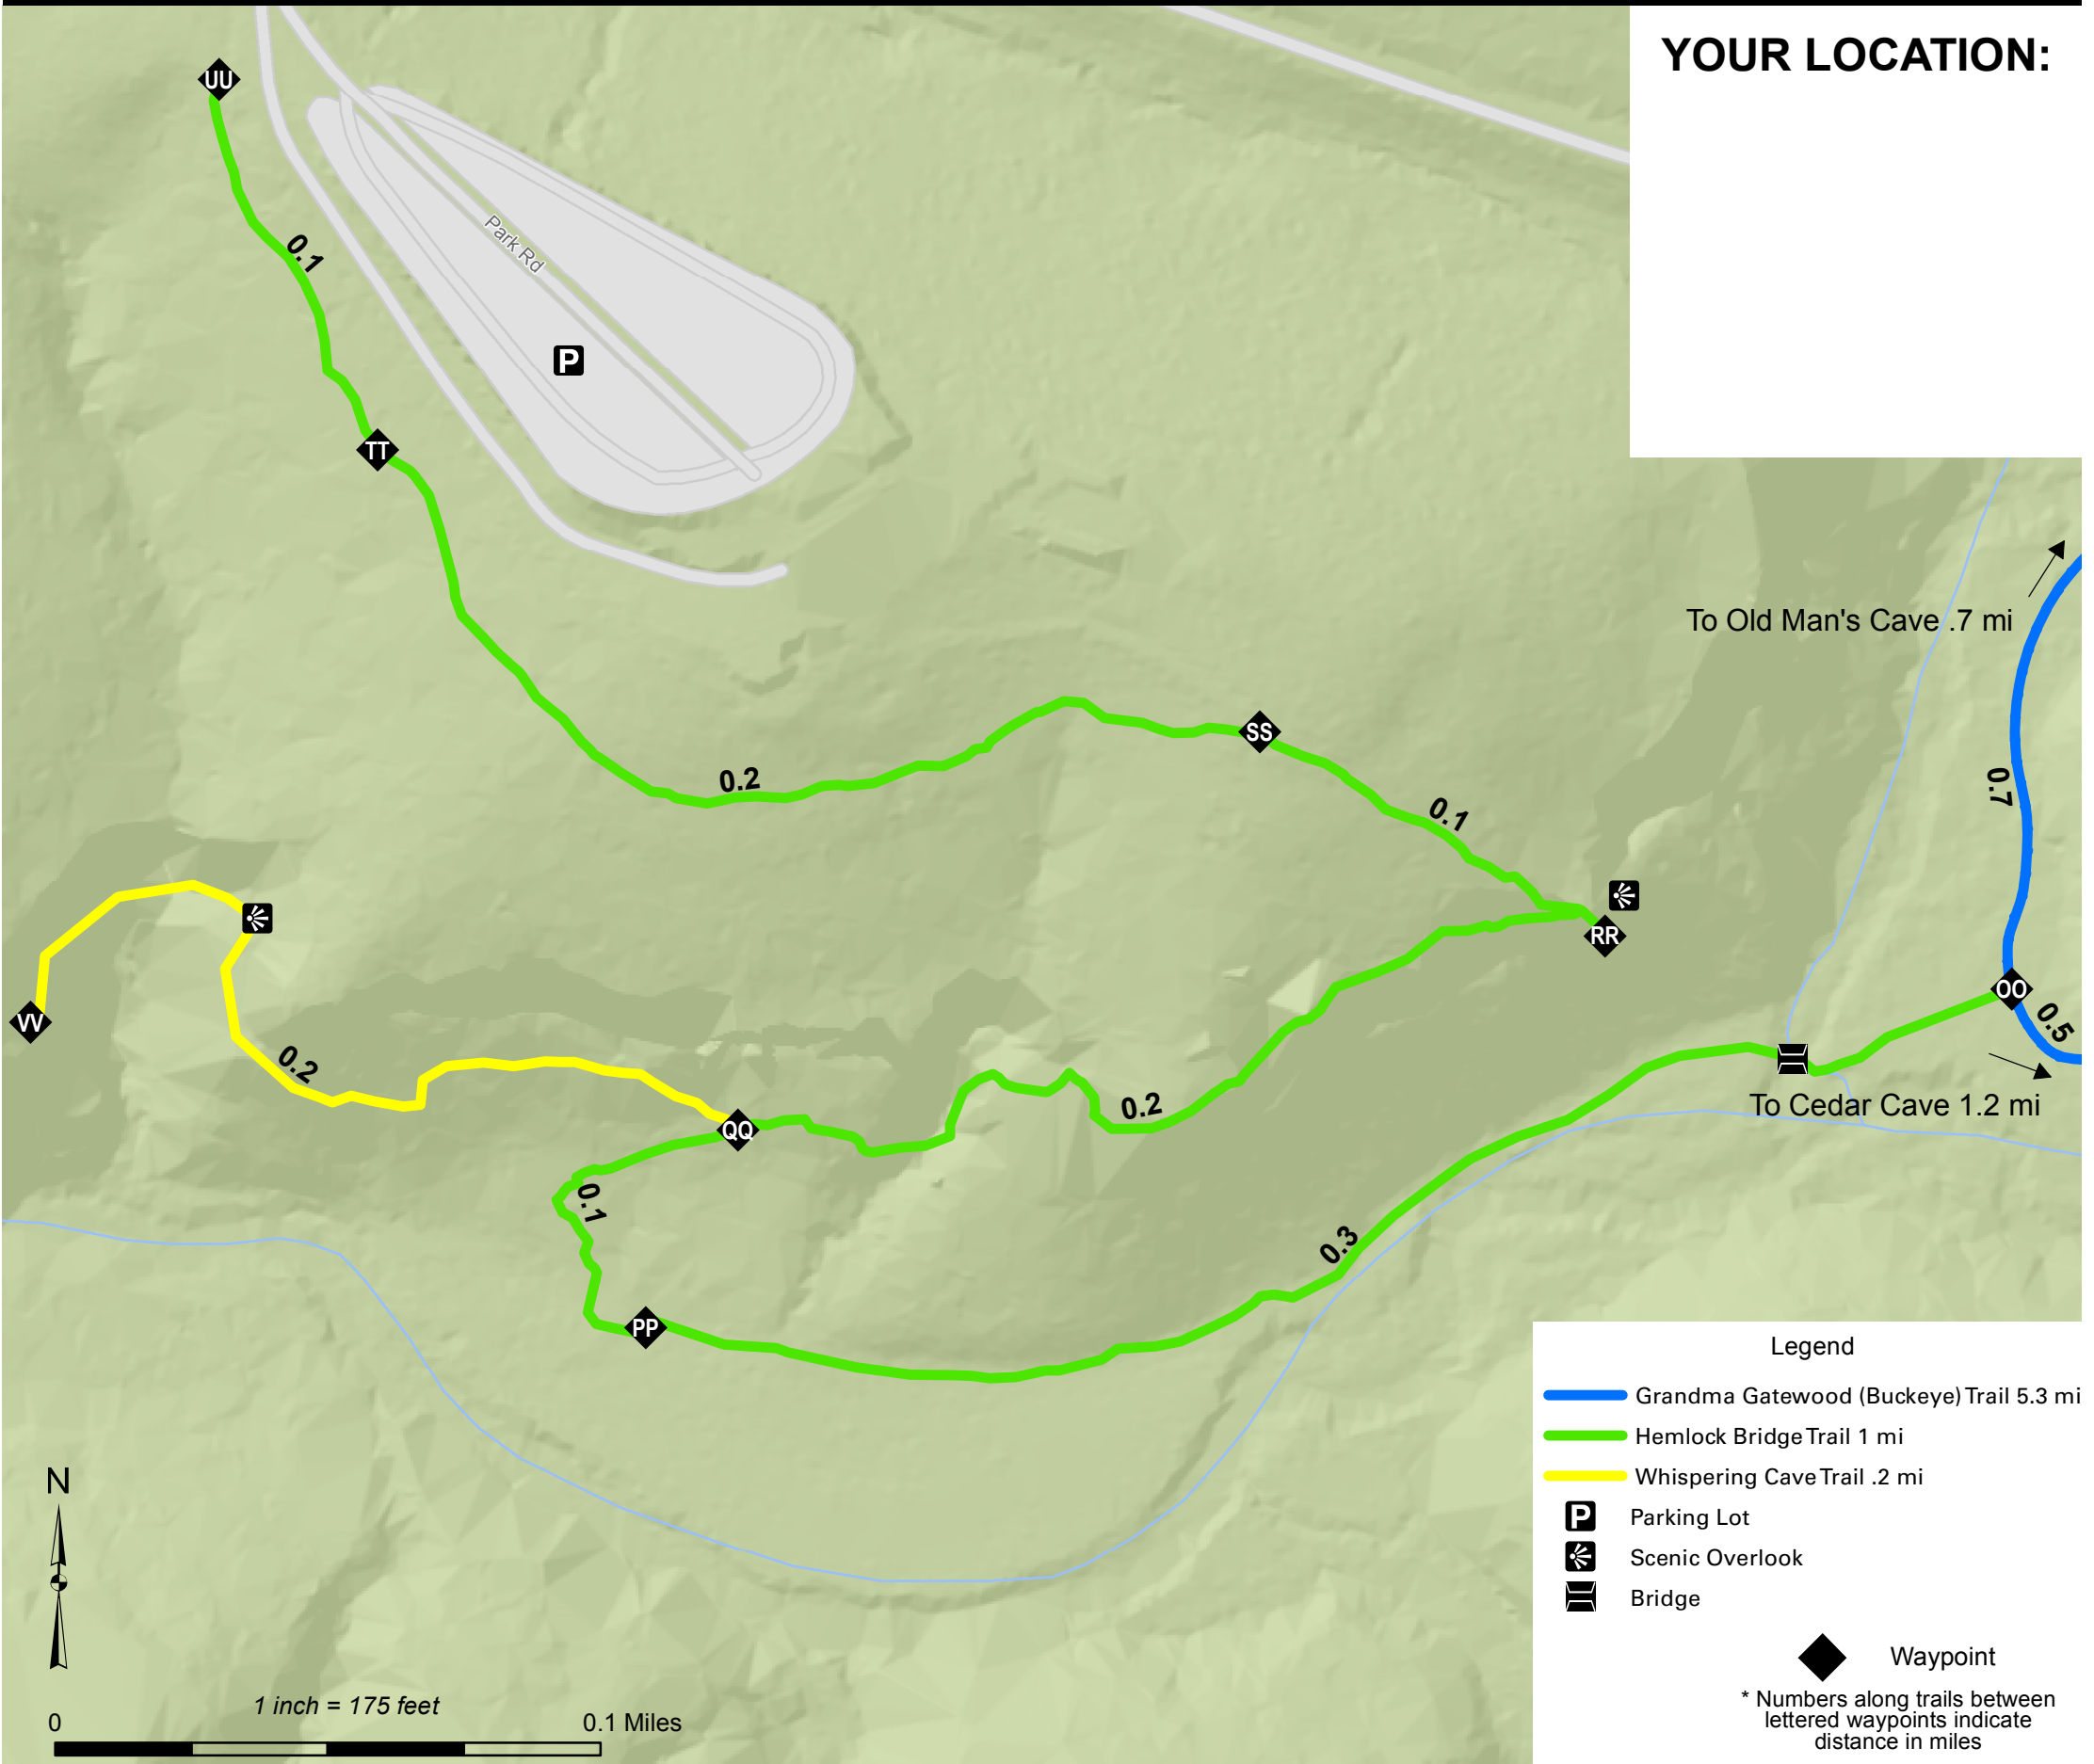 YOUR LOCATION:
UU
0.1
Park Rd
P
TT
To Old Man's Cave .7 mi
SS
0.2
0.7
0.1
RR
OO
VV
0.5
0.2
To Cedar Cave 1.2 mi
0.2
QQ
0.1
0.3
PP
Legend
Grandma Gatewood (Buckeye) Trail 5.3 mi
Hemlock Bridge Trail 1 mi
Whispering Cave Trail .2 mi
P Parking Lot
Scenic Overlook
Bridge
Waypoint
* Numbers along trails between
lettered waypoints indicate
distance in miles
N
1 inch = 175 feet
0 0.1 Miles